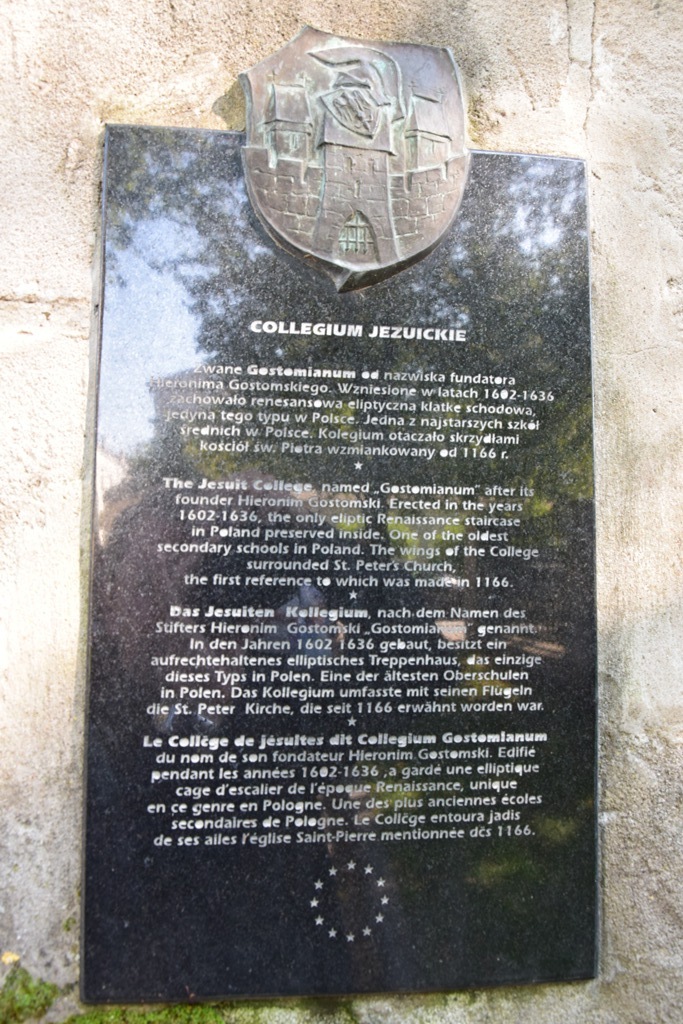 COLLEGIUM JEZUICKIE
Zwane Gostomianum od nazwiska fundatora
Hieronima Gostomskiego. Wzniesione w latach 1602-1636
zachowało renesansowa eliptyczna klatke schodowa,
jedyna tego typu w Polsce. Jedna z najstarszych szkół
średnich w Polsce. Kolegium otaczało skrzydłami
kościół św. Piotra wzmiankowany od 1166 r.
The Jesuit College, named „Gostomianum” after its
founder Hieronim Gostomski. Erected in the years
1602-1636, the only eliptic Renaissance staircase
in Poland preserved inside. One of the oldest
secondary schools in Poland. The wings of the College
surrounded St. Peter's Church,
the first reference to which was made in 1166.
Das Jesuiten Kollegium, nach dem Namen des
Stifters Hieronim Gostomski „Gostomianum” genannt.
In den Jahren 1602 1636 gebaut, besitzt ein
aufrechtehaltenes elliptisches Treppenhaus, das einzige
dieses Typs in Polen. Eine der ältesten Oberschulen
in Polen. Das Kollegium umfasste mit seinen Flügeln
die St. Peter Kirche, die seit 1166 erwähnt worden war.
Le Collčge de jésuites dit Collegium Gostomianum
du nom de son fondateur Hieronim Gostomski. Edifié
pendant les années 1602-1636 ,a gardé une elliptique
cage d'escalier de l'époque Renaissance, unique
en ce genre en Pologne. Une des plus anciennes écoles
secondaires de Pologne. Le Collčge entoura jadis
de ses ailes l'église Saint-Pierre mentionnée dčs 1166.